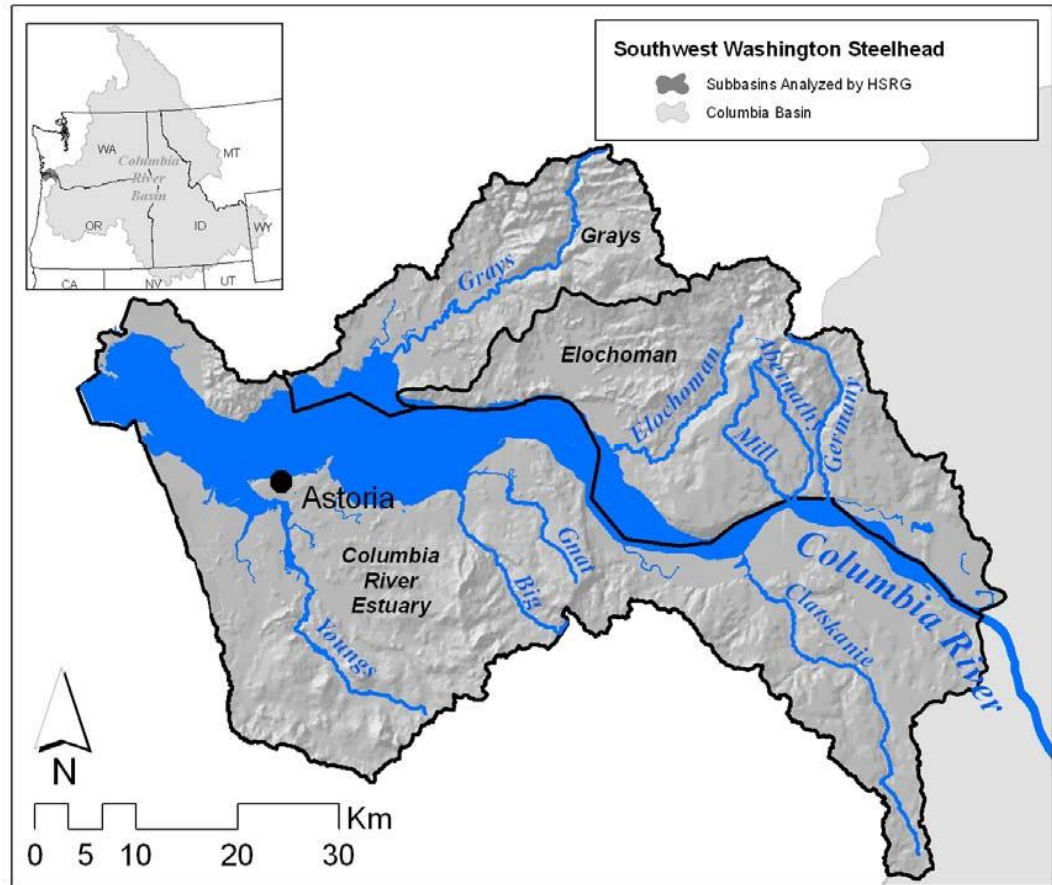 Southwest Washington Steelhead
Subbasins Analyzed by HSRG
Columbia Basin
WA
MT
Columbia
River
Basin
OR
ID
WY
CA
NV
UT
Grays
Grays
Elochoman
Elochoman
Abernathy
Germany
Mill
Astoria
Columbia
River
Estuary
Gnat
Big
Youngs
Clatskanie
Columbia River
N
Km
0 5 10 20 30